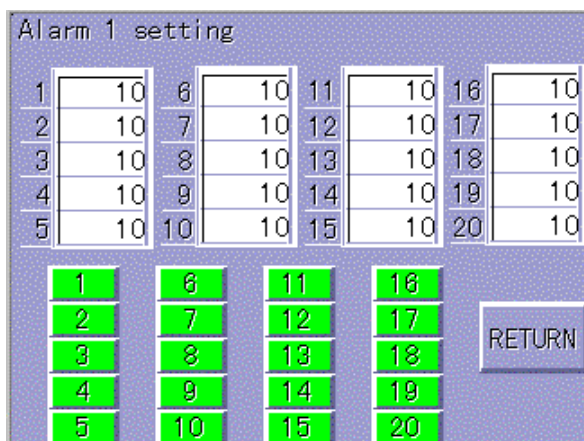 Alarm 1 setting
1 10 6 10 11 10 16 10
2 10 7 10 12 10 17 10
3 10 8 10 13 10 18 10
4 10 9 10 14 10 19 10
5 10 10 10 15 10 20 10
1 6 11 16
2 7 12 17
3 8 13 18
RETURN
4 9 14 19
5 10 15 20